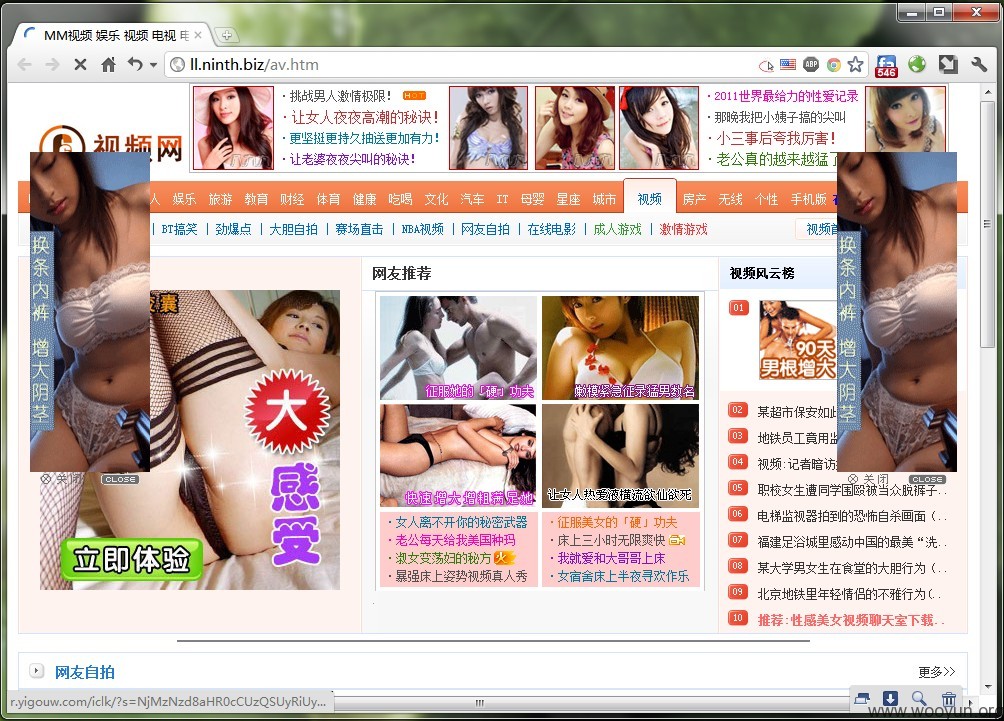 MM视频 娱乐 视频 电视 电
ll.ninth.biz/av.htm
ABP
546
视频网
·挑战男人激情极限! HOT
·让女人夜夜高潮的秘诀!
·更坚挺更持久抽送更加有力!
·让老婆夜夜尖叫的秘诀!
·2011世界最给力的性爱记录
·那晚我把小姨子搞的尖叫
·小三事后夸我厉害!
·老公真的越来越猛了
人 娱乐 旅游 教育 财经 体育 健康 吃喝 文化 汽车 IT 母婴 星座 城市 视频 房产 无线 个性 手机版
| BT搞笑 | 劲爆点 | 大胆自拍 | 赛场直击 | NBA视频 | 网友自拍 | 在线电影 | 成人游戏 | 激情游戏
视频首
换条内裤 增大阴茎
关闭 CLOSE
胶囊
大
感受
立即体验
网友推荐
征服她的「硬」功夫
嫩模紧急征录猛男数名
快速增大增粗满足她
让女人热爱液横流欲仙欲死
·女人离不开你的秘密武器
·老公每天给我美国种玛
·淑女变荡妇的秘方
·暴强床上姿势视频真人秀
·征服美女的「硬」功夫
·床上三小时无限爽快
·我就爱和大哥哥上床
·女宿舍床上半夜寻欢作乐
视频风云榜
01
90天
男根增大
02 某超市保安如此
03 地铁员工竟用监
04 视频:记者暗访
05 职校女生遭同学围殴被当众脱裤子..
06 电梯监视器拍到的恐怖自杀画面 (..
07 福建足浴城里感动中国的最美“洗..
08 某大学男女生在食堂的大胆行为 (..
09 北京地铁里年轻情侣的不雅行为(..
10 推荐:性感美女视频聊天室下载..
换条内裤 增大阴茎
关闭 CLOSE
网友自拍
更多>>
r.yigouw.com/iclk/?s=NjMzNzd8aHR0cCUzQSUyRiUy...
www.wooyun.org